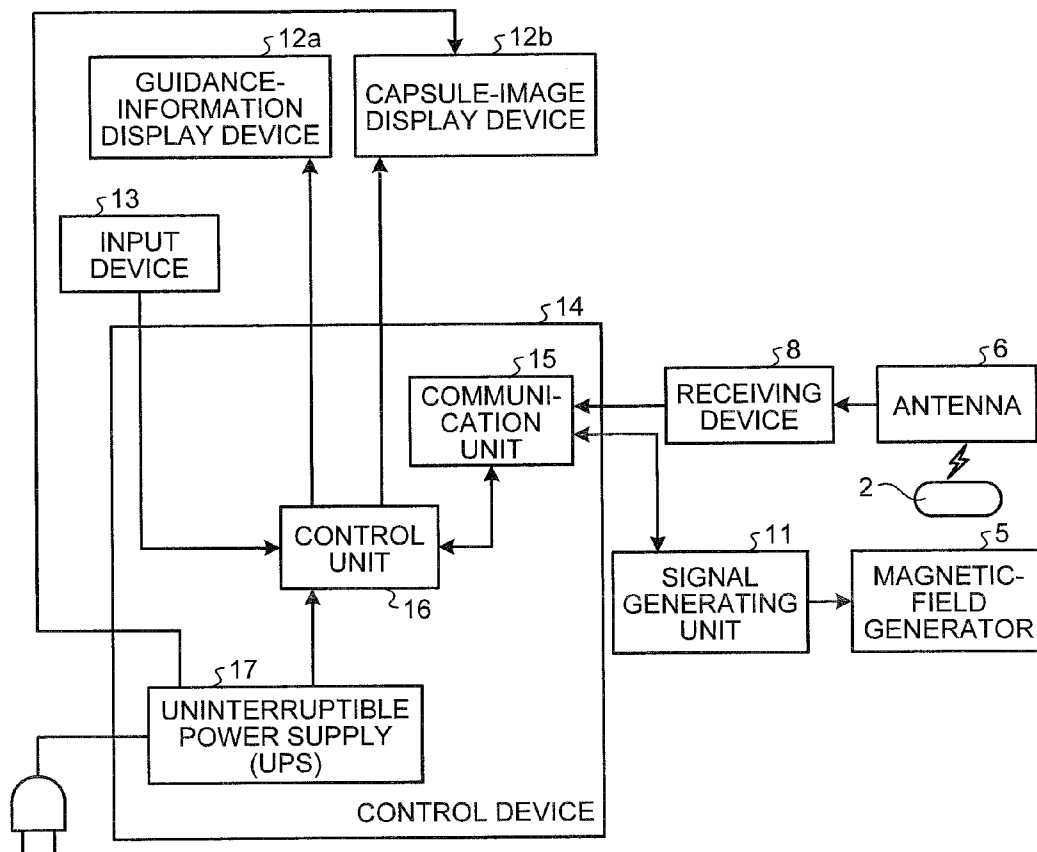 12a
GUIDANCE-
INFORMATION
DISPLAY DEVICE
12b
CAPSULE-IMAGE
DISPLAY DEVICE
13
INPUT
DEVICE
14
15
COMMUNI-
CATION
UNIT
8
RECEIVING
DEVICE
6
ANTENNA
2
CONTROL
UNIT
16
11
SIGNAL
GENERATING
UNIT
5
MAGNETIC-
FIELD
GENERATOR
17
UNINTERRUPTIBLE
POWER SUPPLY
(UPS)
CONTROL DEVICE